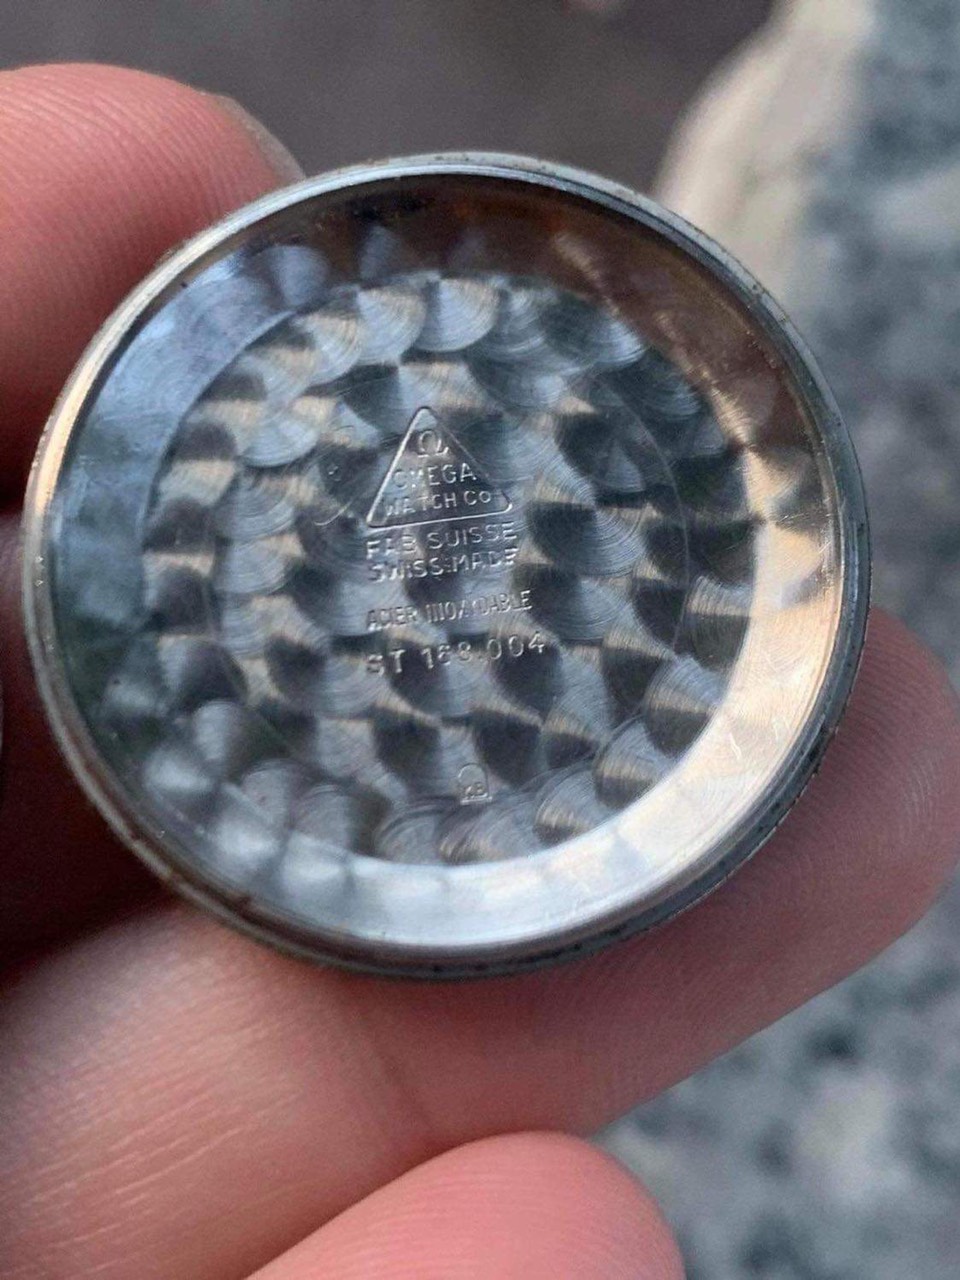 Ω
OMEGA
WATCH Co
FAB. SUISSE
SWISS MADE
ACIER INOXYDABLE
ST 168.004